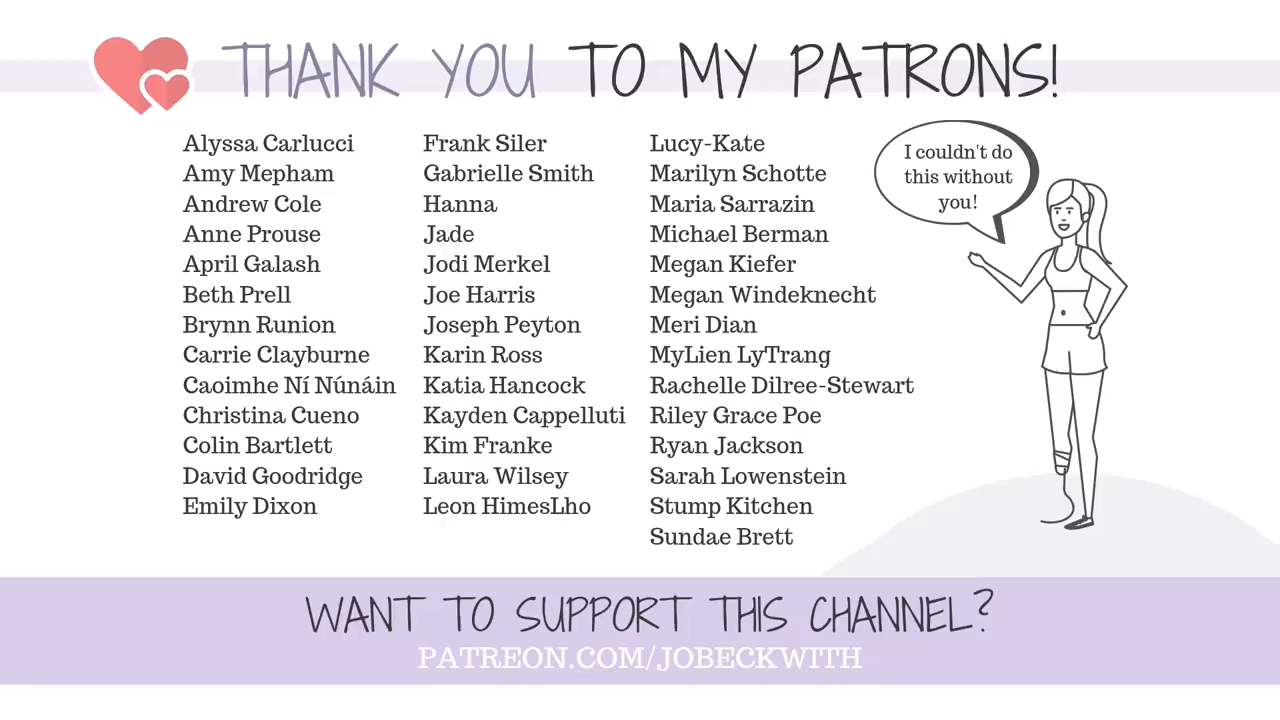 THANK YOU TO MY PATRONS!
Alyssa Carlucci
Amy Mepham
Andrew Cole
Anne Prouse
April Galash
Beth Prell
Brynn Runion
Carrie Clayburne
Caoimhe Ní Núnáin
Christina Cueno
Colin Bartlett
David Goodridge
Emily Dixon
Frank Siler
Gabrielle Smith
Hanna
Jade
Jodi Merkel
Joe Harris
Joseph Peyton
Karin Ross
Katia Hancock
Kayden Cappelluti
Kim Franke
Laura Wilsey
Leon HimesLho
Lucy-Kate
Marilyn Schotte
Maria Sarrazin
Michael Berman
Megan Kiefer
Megan Windeknecht
Meri Dian
MyLien LyTrang
Rachelle Dilree-Stewart
Riley Grace Poe
Ryan Jackson
Sarah Lowenstein
Stump Kitchen
Sundae Brett
I couldn't do
this without
you!
WANT TO SUPPORT THIS CHANNEL?
PATREON.COM/JOBECKWITH